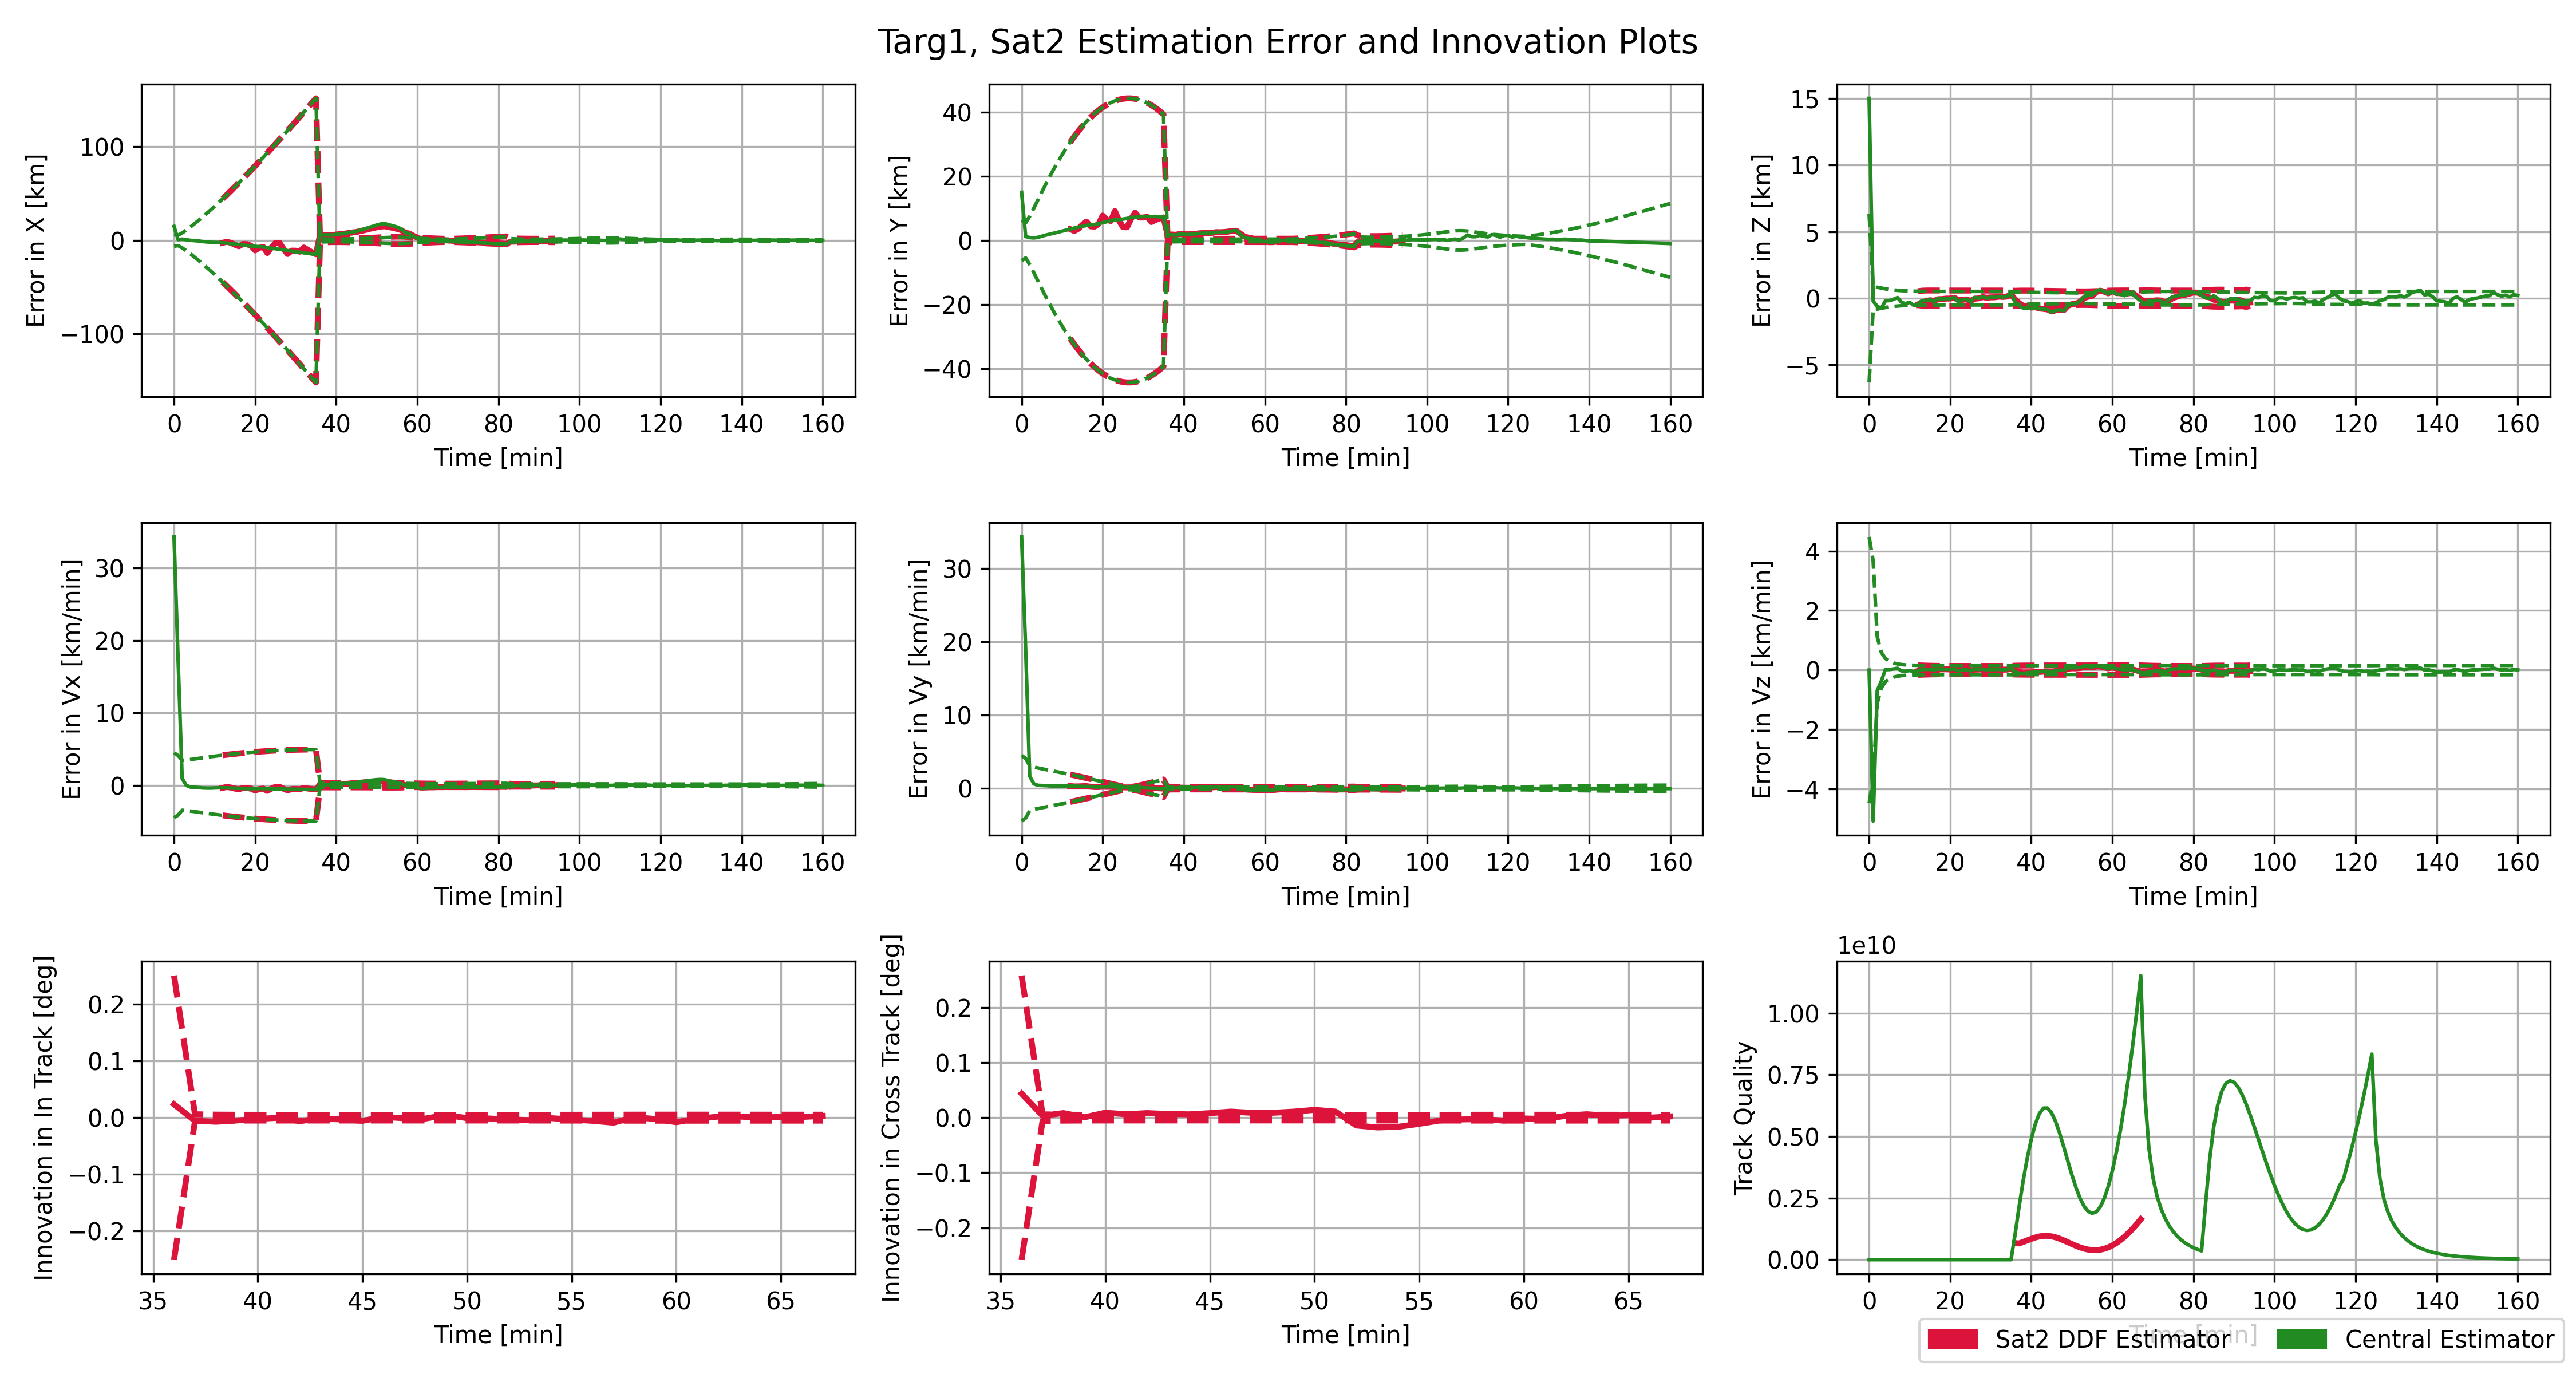 Targ1, Sat2 Estimation Error and Innovation Plots
Error in X [km]
100
0
−100
0 20 40 60 80 100 120 140 160
Time [min]
Error in Y [km]
40
20
0
−20
−40
0 20 40 60 80 100 120 140 160
Time [min]
Error in Z [km]
15
10
5
0
−5
0 20 40 60 80 100 120 140 160
Time [min]
Error in Vx [km/min]
30
20
10
0
0 20 40 60 80 100 120 140 160
Time [min]
Error in Vy [km/min]
30
20
10
0
0 20 40 60 80 100 120 140 160
Time [min]
Error in Vz [km/min]
4
2
0
−2
−4
0 20 40 60 80 100 120 140 160
Time [min]
Innovation in In Track [deg]
0.2
0.1
0.0
−0.1
−0.2
35 40 45 50 55 60 65
Time [min]
Innovation in Cross Track [deg]
0.2
0.1
0.0
−0.1
−0.2
35 40 45 50 55 60 65
Time [min]
1e10
Track Quality
1.00
0.75
0.50
0.25
0.00
0 20 40 60 80 100 120 140 160
Time [min]
Sat2 DDF Estimator
Central Estimator